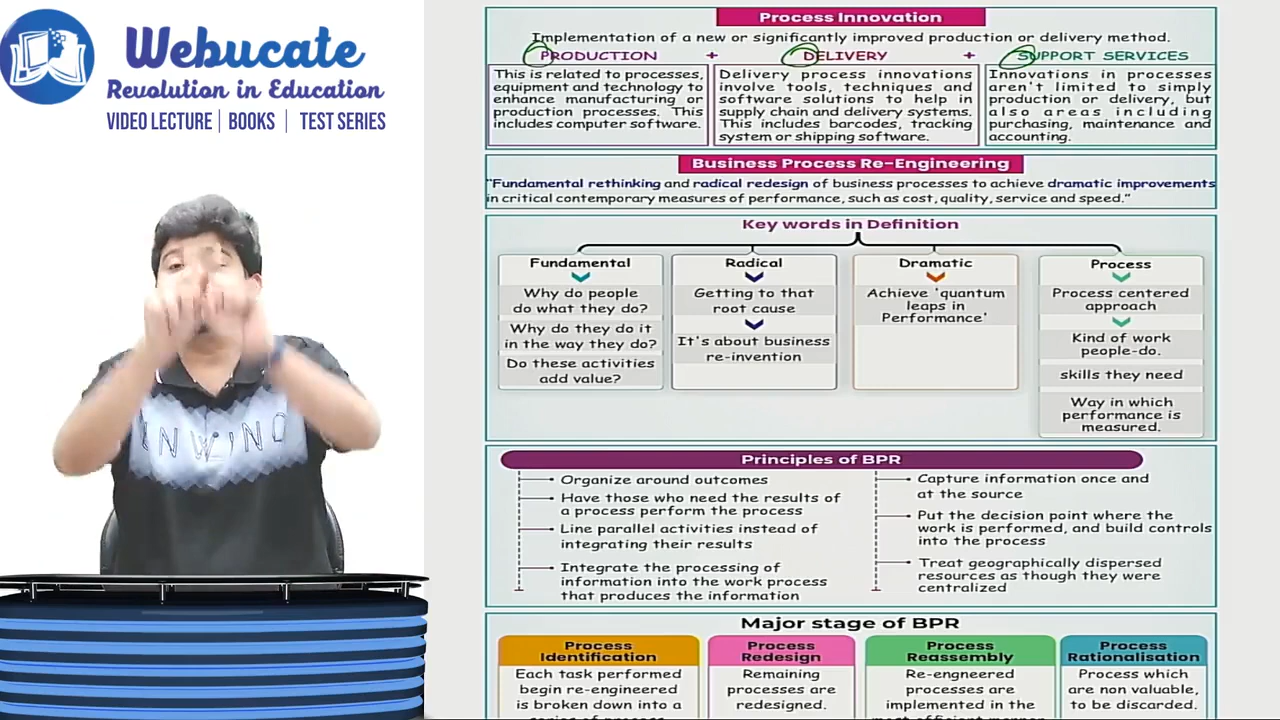 Webucate
Revolution in Education
VIDEO LECTURE | BOOKS | TEST SERIES
Process Innovation
Implementation of a new or significantly improved production or delivery method.
PRODUCTION + DELIVERY + SUPPORT SERVICES
This is related to processes,
equipment and technology to
enhance manufacturing or
production processes. This
includes computer software.
Delivery process innovations
involve tools, techniques and
software solutions to help in
supply chain and delivery systems.
This includes barcodes, tracking
system or shipping software.
Innovations in processes
aren't limited to simply
production or delivery, but
also areas including
purchasing, maintenance and
accounting.
Business Process Re-Engineering
"Fundamental rethinking and radical redesign of business processes to achieve dramatic improvements
in critical contemporary measures of performance, such as cost, quality, service and speed."
Key words in Definition
Fundamental
Why do people
do what they do?
Why do they do it
in the way they do?
Do these activities
add value?
Radical
Getting to that
root cause
It's about business
re-invention
Dramatic
Achieve 'quantum
leaps in
Performance'
Process
Process centered
approach
Kind of work
people-do.
skills they need
Way in which
performance is
measured.
Principles of BPR
Organize around outcomes
Have those who need the results of
a process perform the process
Line parallel activities instead of
integrating their results
Integrate the processing of
information into the work process
that produces the information
Capture information once and
at the source
Put the decision point where the
work is performed, and build controls
into the process
Treat geographically dispersed
resources as though they were
centralized
Major stage of BPR
Process
Identification
Each task performed
begin re-engineered
is broken down into a
series of process
Process
Redesign
Remaining
processes are
redesigned.
Process
Reassembly
Re-engneered
processes are
implemented in the
most efficient manner
Process
Rationalisation
Process which
are non valuable,
to be discarded.